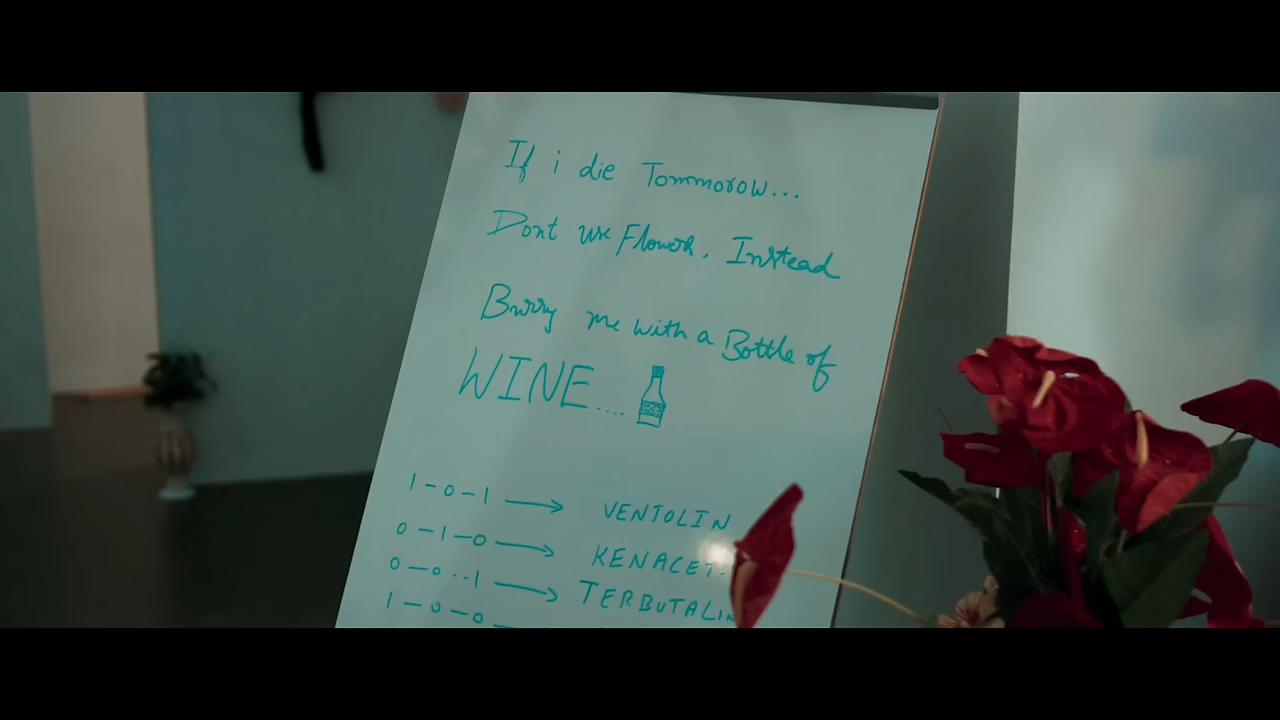 If i die Tommorow...
Dont use Flowers, Instead
Burry me with a Bottle of
WINE....
1-0-1 → VENTOLIN
0-1-0 → KENACET-
0-0--1 → TERBUTALIN
1-0-0